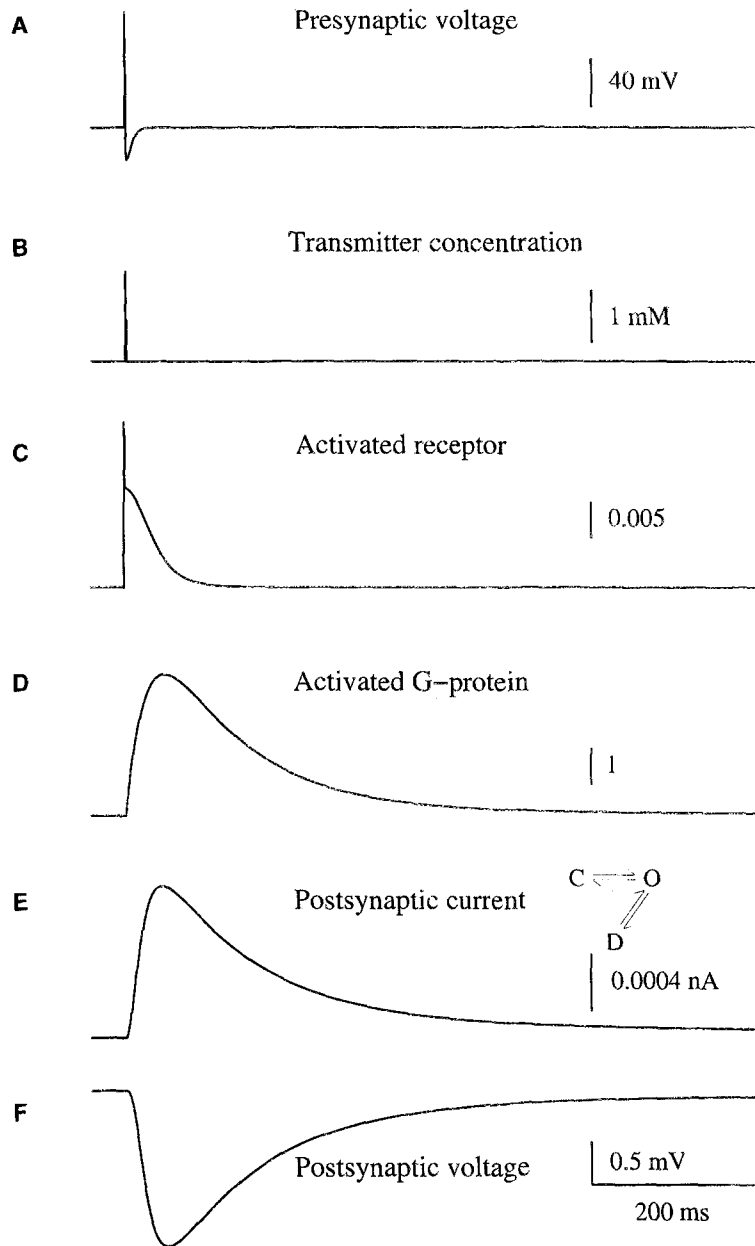 A
Presynaptic voltage
40 mV
B
Transmitter concentration
1 mM
C
Activated receptor
0.005
D
Activated G-protein
1
E
Postsynaptic current
C
O
D
0.0004 nA
F
Postsynaptic voltage
0.5 mV
200 ms